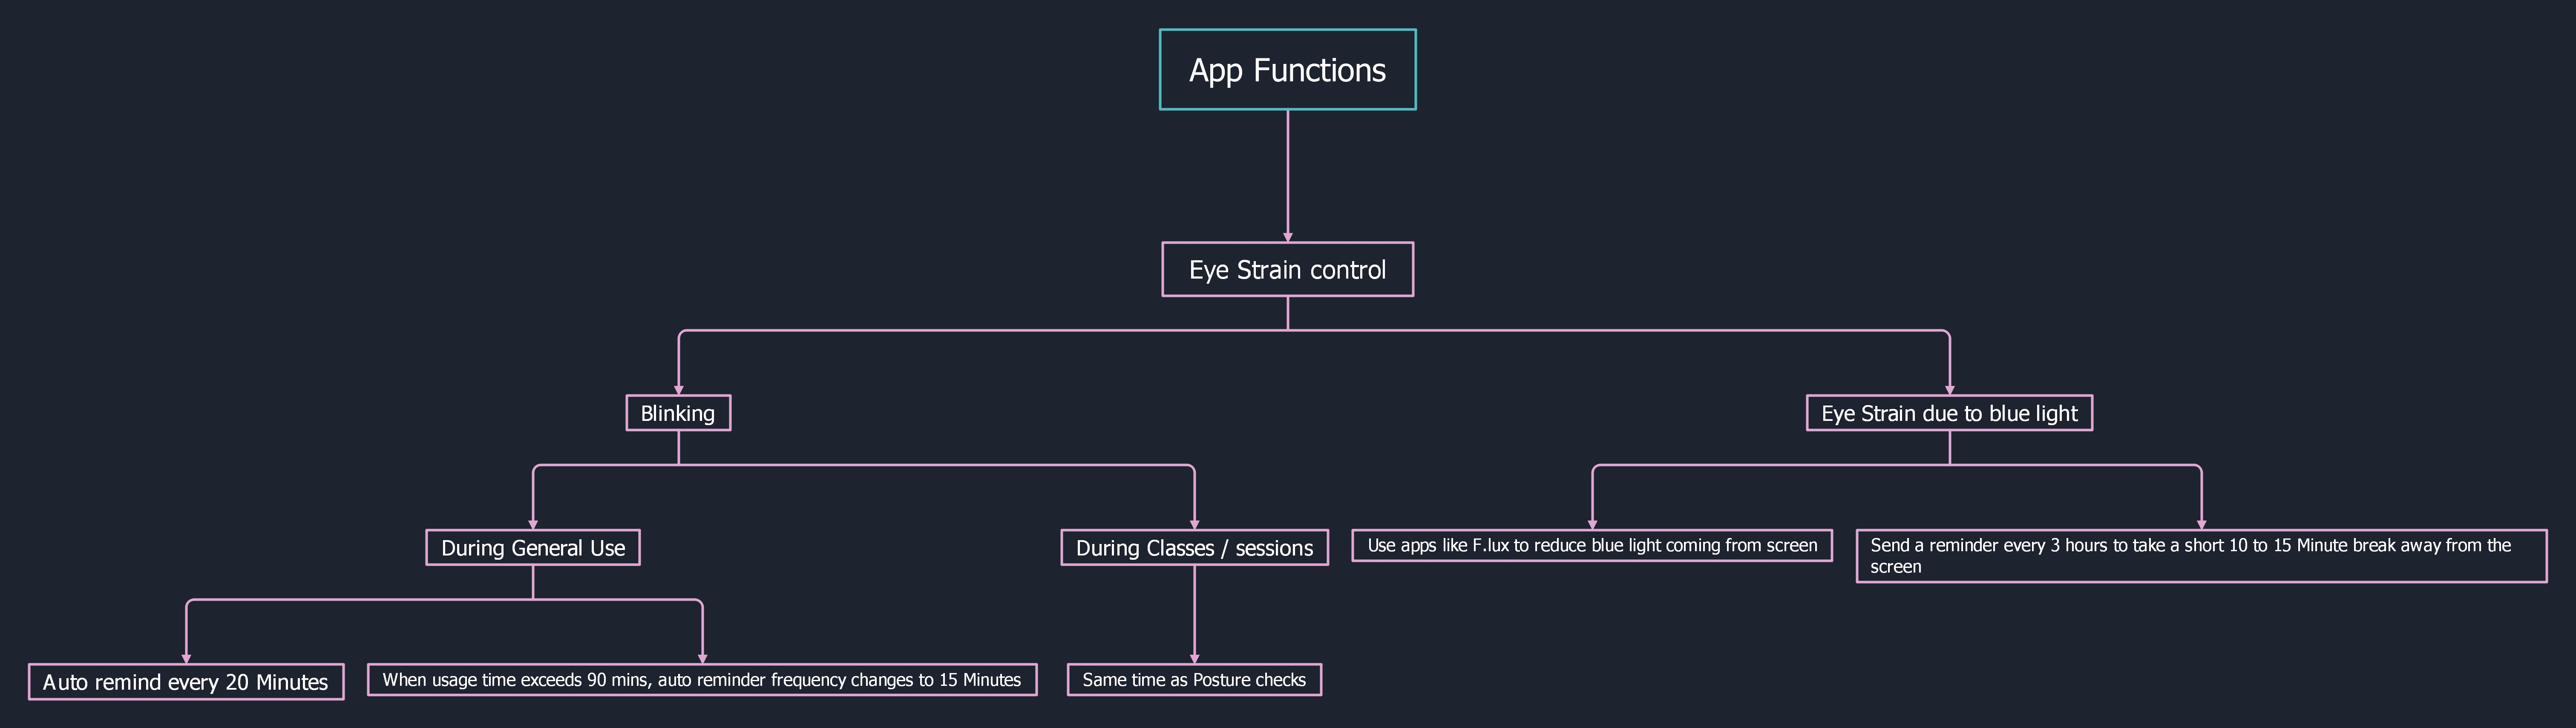 App Functions
Eye Strain control
Blinking
Eye Strain due to blue light
During General Use
During Classes / sessions
Use apps like F.lux to reduce blue light coming from screen
Send a reminder every 3 hours to take a short 10 to 15 Minute break away from the
screen
Auto remind every 20 Minutes
When usage time exceeds 90 mins, auto reminder frequency changes to 15 Minutes
Same time as Posture checks